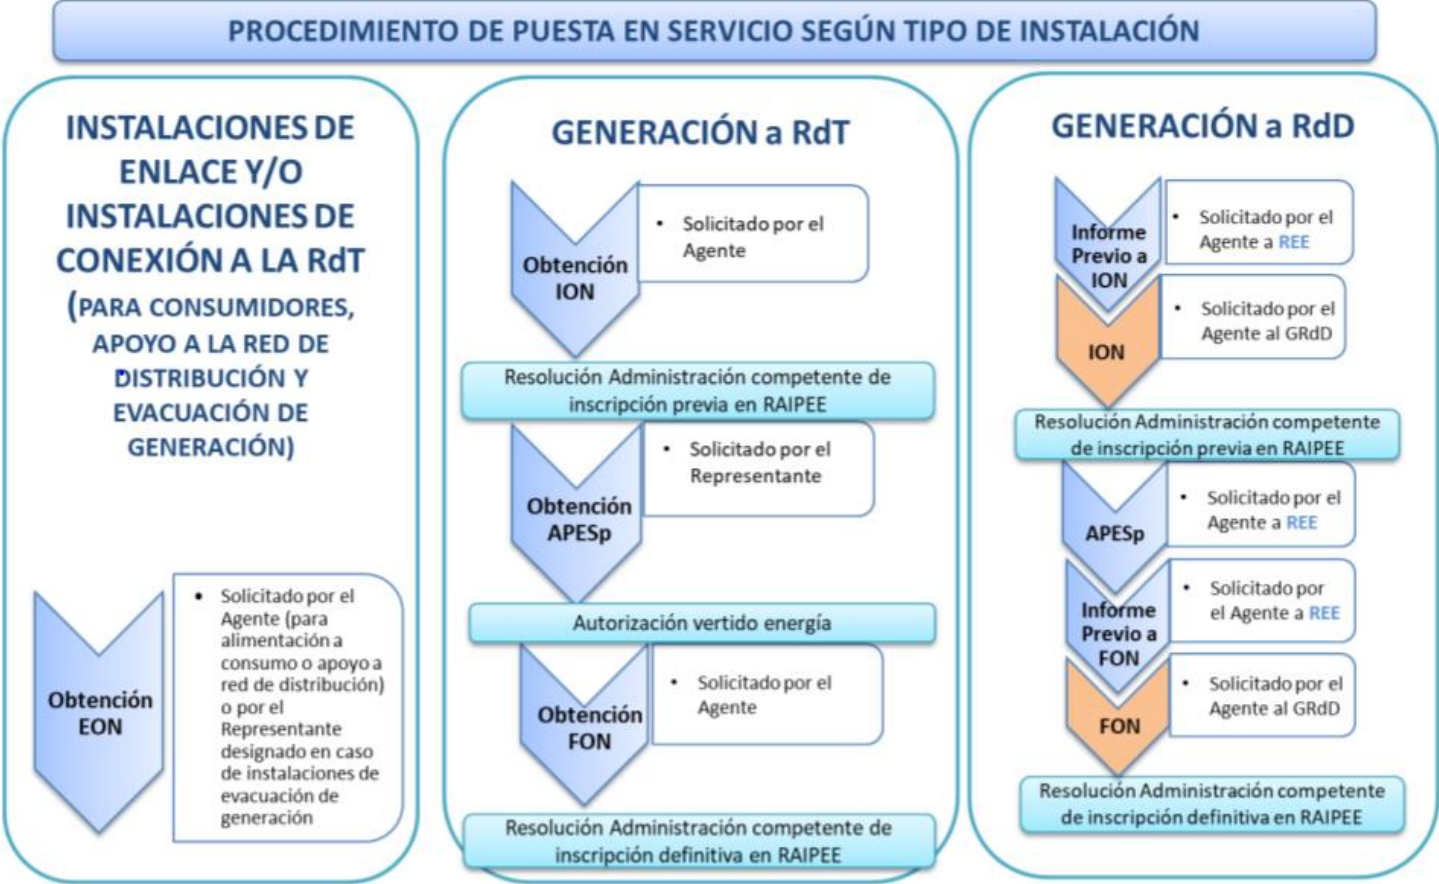 PROCEDIMIENTO DE PUESTA EN SERVICIO SEGÚN TIPO DE INSTALACIÓN
INSTALACIONES DE
ENLACE Y/O
INSTALACIONES DE
CONEXIÓN A LA RdT
(PARA CONSUMIDORES,
APOYO A LA RED DE
DISTRIBUCIÓN Y
EVACUACIÓN DE
GENERACIÓN)
Obtención
EON
• Solicitado por el
Agente (para
alimentación a
consumo o apoyo a
red de distribución)
o por el
Representante
designado en caso
de instalaciones de
evacuación de
generación
GENERACIÓN a RdT
Obtención
ION
• Solicitado por el
Agente
Resolución Administración competente de
inscripción previa en RAIPEE
Obtención
APESp
• Solicitado por el
Representante
Autorización vertido energía
Obtención
FON
• Solicitado por el
Agente
Resolución Administración competente de
inscripción definitiva en RAIPEE
GENERACIÓN a RdD
Informe
Previo a
ION
• Solicitado por el
Agente a REE
ION
• Solicitado por el
Agente al GRdD
Resolución Administración competente
de inscripción previa en RAIPEE
APESp
• Solicitado por el
Agente a REE
Informe
Previo a
FON
• Solicitado por
el Agente a REE
FON
• Solicitado por el
Agente al GRdD
Resolución Administración competente
de inscripción definitiva en RAIPEE